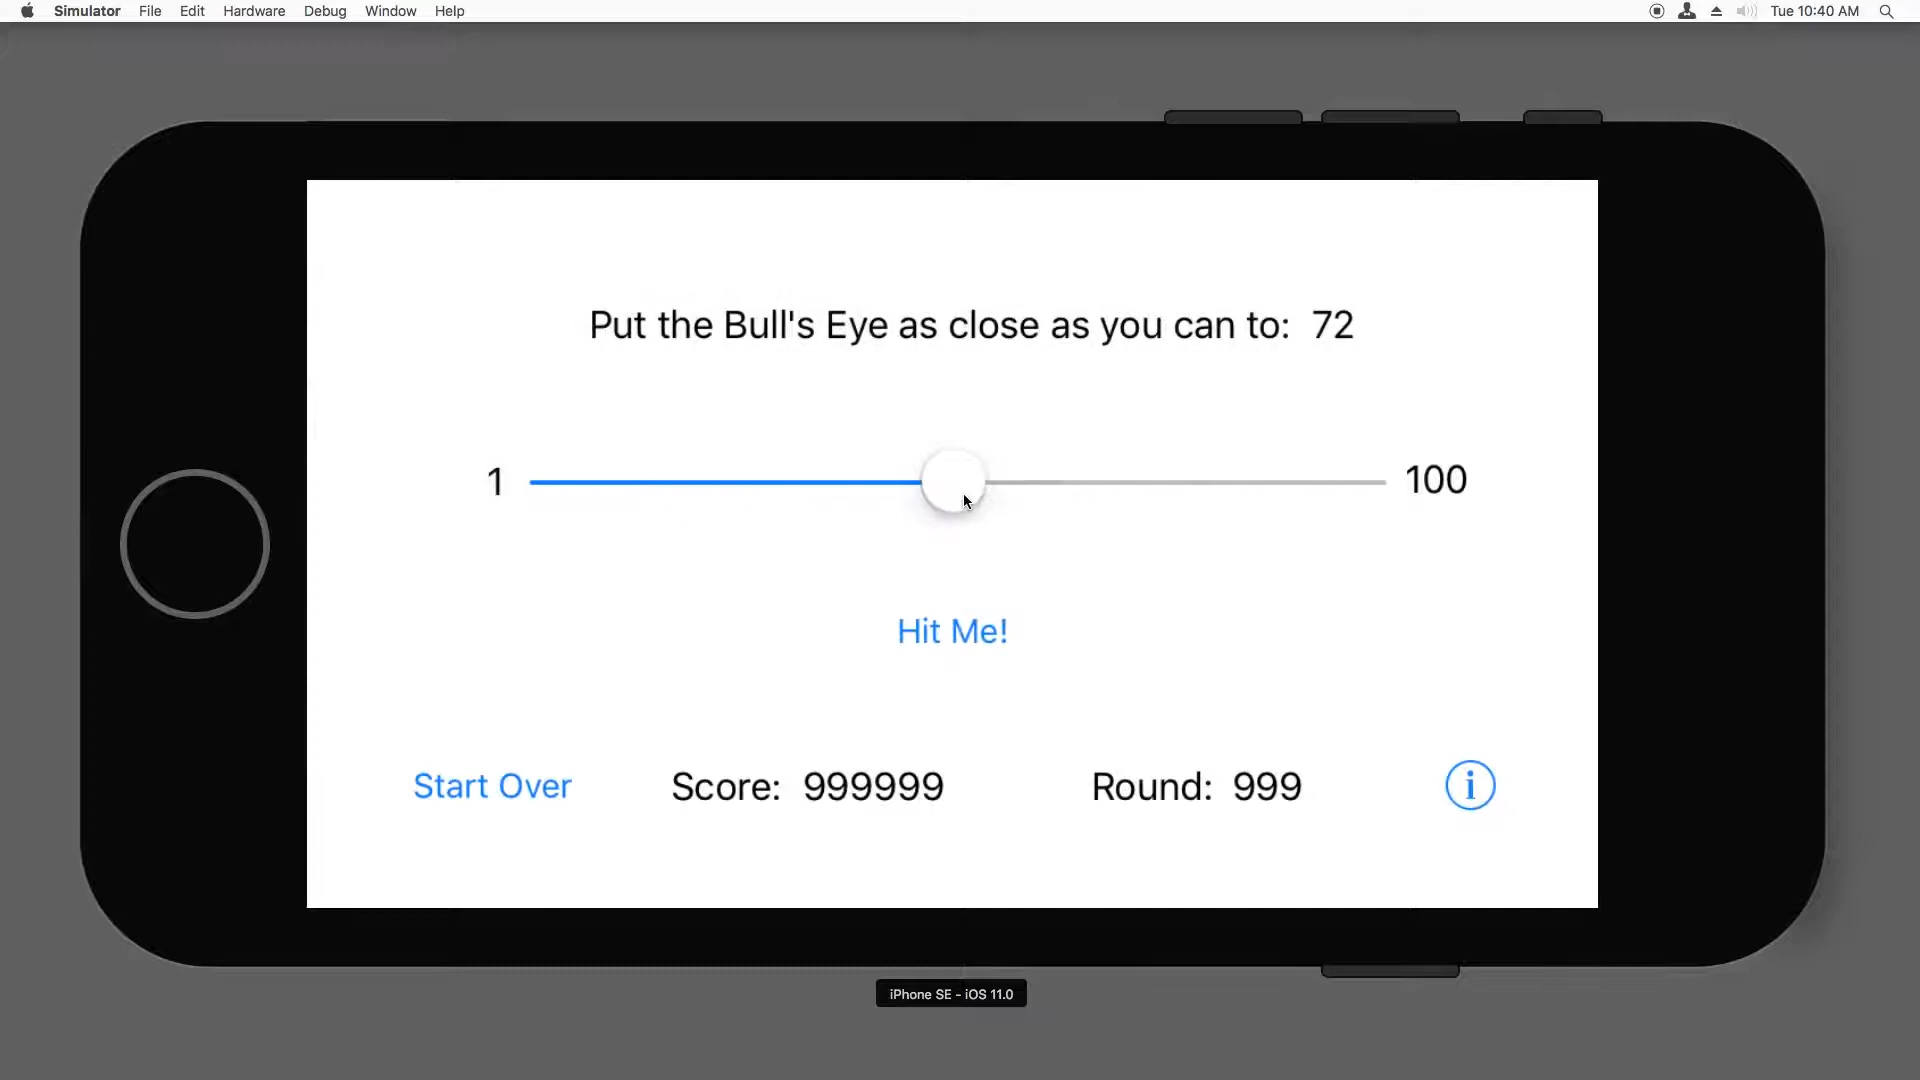 Simulator File Edit Hardware Debug Window Help Tue 10:40 AM
Put the Bull's Eye as close as you can to: 72
1 100
Hit Me!
Start Over Score: 999999 Round: 999 i
iPhone SE - iOS 11.0